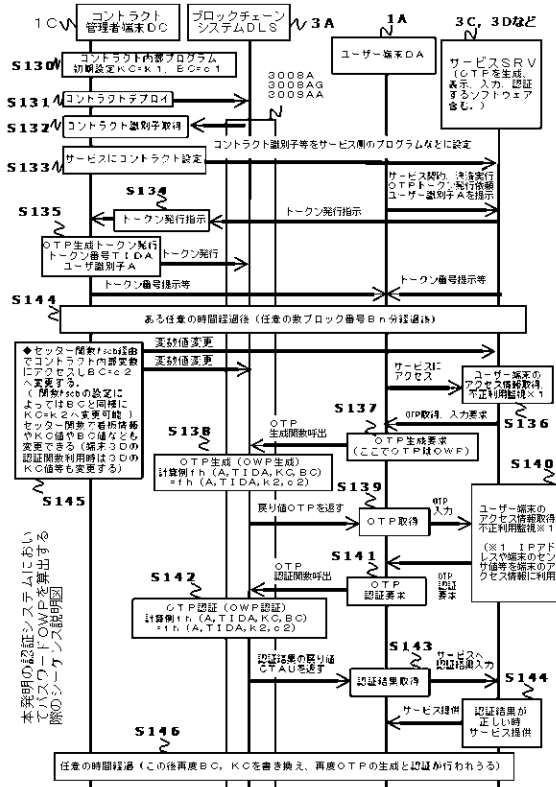 1C
コントラクト
管理者端末DC
ブロックチェーン
システムDLS
3A
1A
ユーザー端末DA
3C, 3Dなど
サービスSRV
(OTPを生成、
表示、入力、認証
するソフトウェア
含む。)
S130
コントラクト内部プログラム
初期設定KC=k1, BC=c1
S131
コントラクトデプロイ
3008A
3008AG
3009AA
S132
コントラクト識別子取得
コントラクト識別子等をサービス側のプログラムなどに設定
S133
サービスにコントラクト設定
サービス契約、決済実行
OTPトークン発行依頼
ユーザー識別子Aを提示
S134
トークン発行指示
トークン発行指示
S135
OTP生成トークン発行
トークン番号TIDA
ユーザ識別子A
トークン発行
トークン番号提示等
トークン番号提示等
S144
ある任意の時間経過後(任意の数ブロック番号Bn分経過後)
◆セッター関数fscb経由
でコントラクト内部変数
にアクセスしBC=c2
へ変更する。
(関数fscbの設定に
よってはBCと同様に
KC=k2へ変更可能)
セッター関数で看板情報
やKC値やBC値なども
変更できる(端末3Dの
認証関数利用時は3Dの
KC値等も変更する)
S145
変数値変更
変数値変更
サービスに
アクセス
ユーザー端末の
アクセス情報取得、
不正利用監視※1
S136
OTP取得、入力要求
S137
OTP生成要求
(ここでOTPはOWP)
OTP
生成関数呼出
S138
OTP生成(OWP生成)
計算例fh(A,TIDA,KC,BC)
=fh(A,TIDA,k2,c2)
S139
戻り値OTPを返す
OTP取得
OTP
入力
S140
ユーザー端末の
アクセス情報取得、
不正利用監視※1
(※1 IPアド
レスや端末のセン
サ値等を端末のア
クセス情報に利用)
S141
OTP
認証要求
OTP
認証関数呼出
OTP
認証
要求
S142
OTP認証(OWP認証)
計算例fh(A,TIDA,KC,BC)
=fh(A,TIDA,k2,c2)
認証結果の戻り値
CTAUを返す
S143
認証結果取得
サービスへ
認証結果入力
S144
認証結果が
正しい時
サービス提供
サービス提供
S146
任意の時間経過(この後再度BC, KCを書き換え、再度OTPの生成と認証が行われうる)
本発明の認証システムにおい
てパスワードOWPを算出する
際のシーケンス説明図